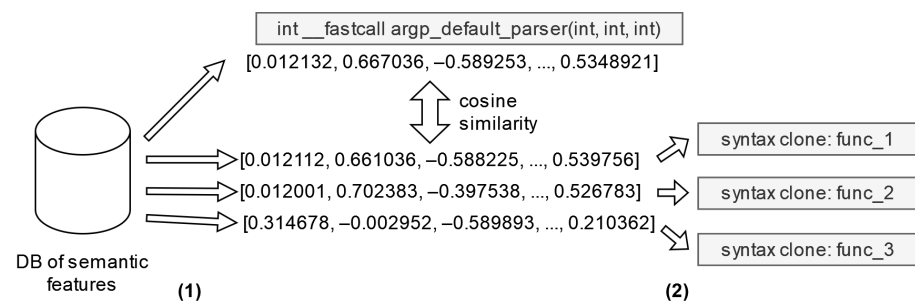 int __fastcall argp_default_parser(int, int, int)
[0.012132, 0.667036, –0.589253, ..., 0.5348921]
cosine
similarity
[0.012112, 0.661036, –0.588225, ..., 0.539756]
syntax clone: func_1
[0.012001, 0.702383, –0.397538, ..., 0.526783]
syntax clone: func_2
[0.314678, –0.002952, –0.589893, ..., 0.210362]
syntax clone: func_3
DB of semantic
features
(1)
(2)